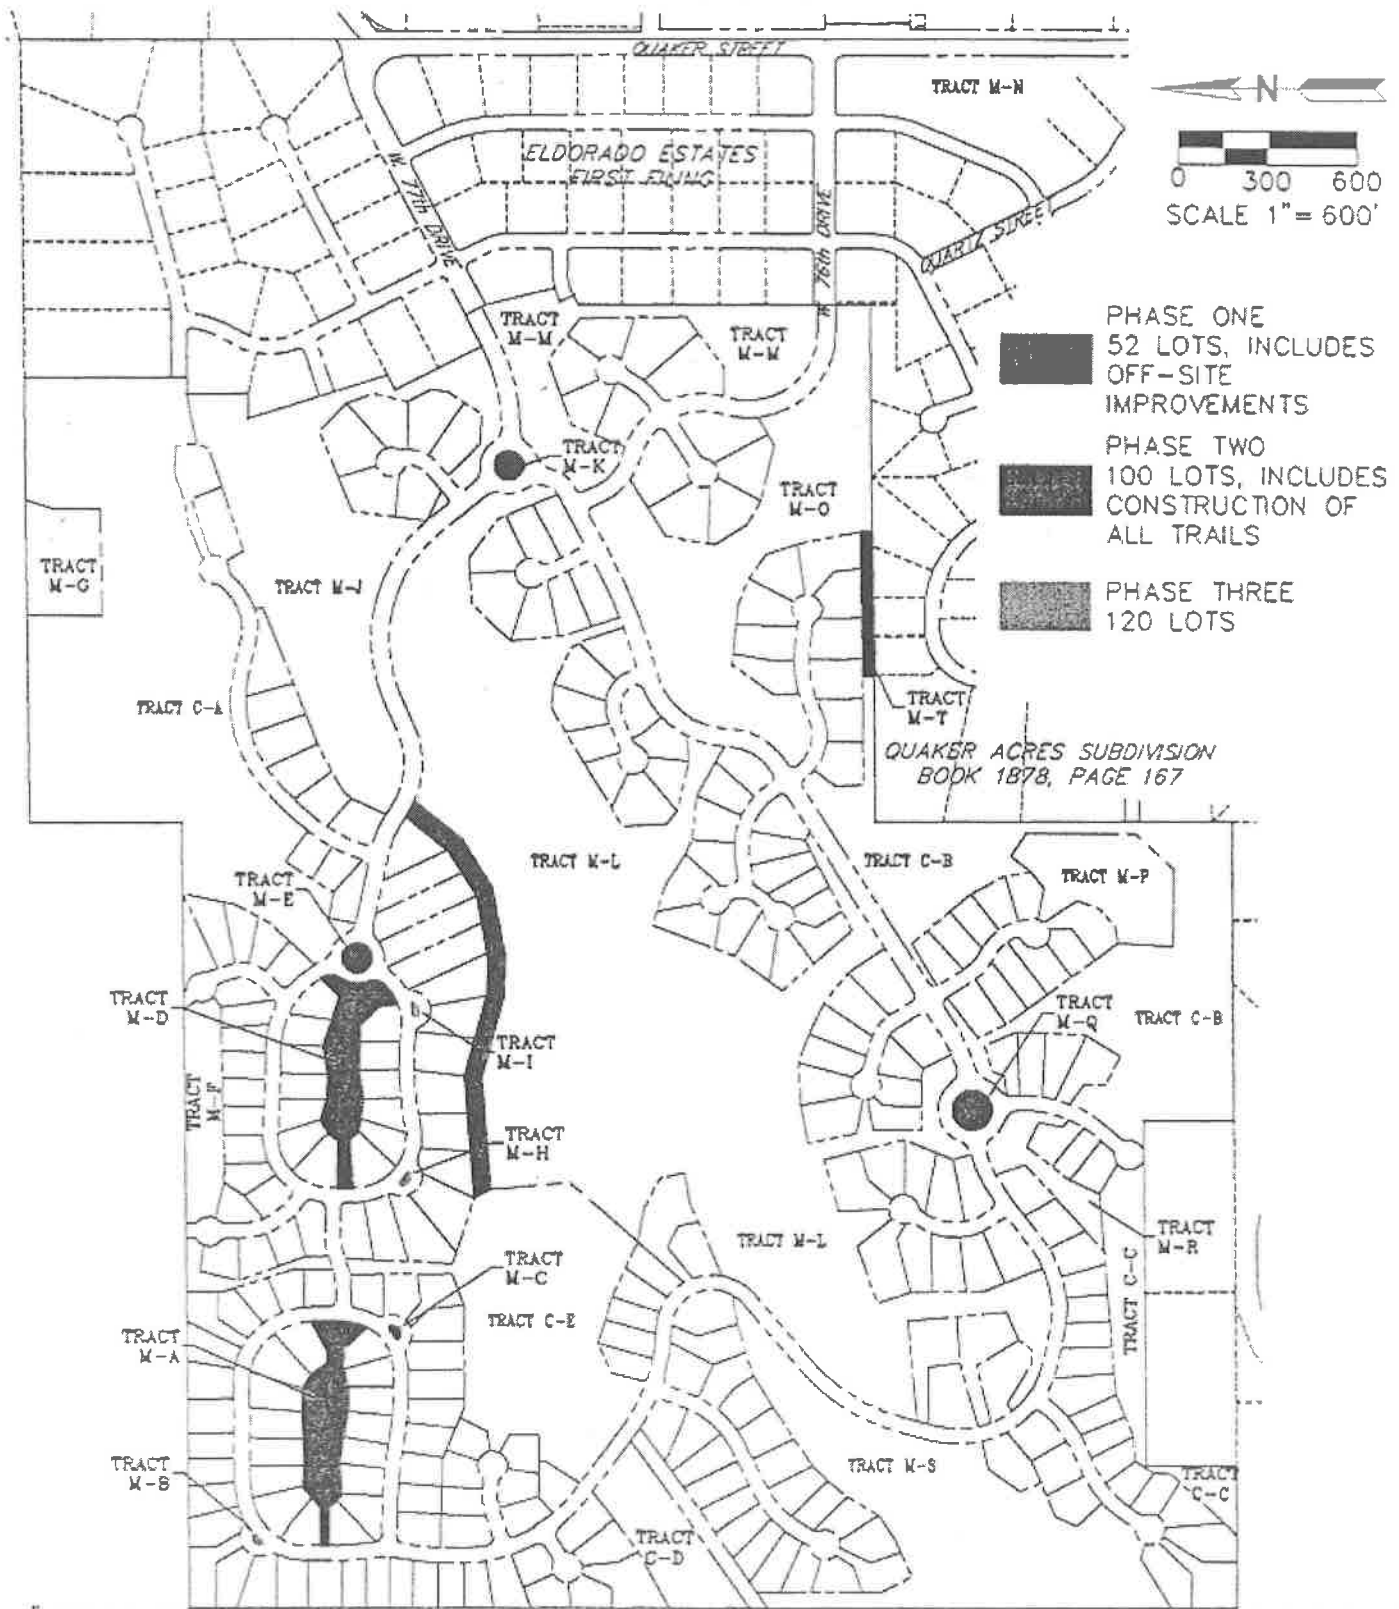 QUAKER STREET
TRACT M-N
N
ELDORADO ESTATES
FIRST FILING
W. 77th DRIVE
W. 76th DRIVE
QUARTZ STREET
0 300 600
SCALE 1"= 600'
PHASE ONE
52 LOTS, INCLUDES
OFF-SITE
IMPROVEMENTS
PHASE TWO
100 LOTS, INCLUDES
CONSTRUCTION OF
ALL TRAILS
PHASE THREE
120 LOTS
TRACT
M-M
TRACT
M-M
TRACT
M-K
TRACT
M-O
TRACT
M-G
TRACT M-J
TRACT C-A
TRACT
M-T
QUAKER ACRES SUBDIVISION
BOOK 1878, PAGE 167
TRACT M-L
TRACT C-B
TRACT M-P
TRACT
M-E
TRACT
M-D
TRACT
M-I
TRACT
M-Q
TRACT C-B
TRACT
M-F
TRACT
M-H
TRACT M-L
TRACT
M-R
TRACT
M-C
TRACT C-E
TRACT C-C
TRACT
M-A
TRACT
M-B
TRACT M-S
TRACT
C-C
TRACT
C-D